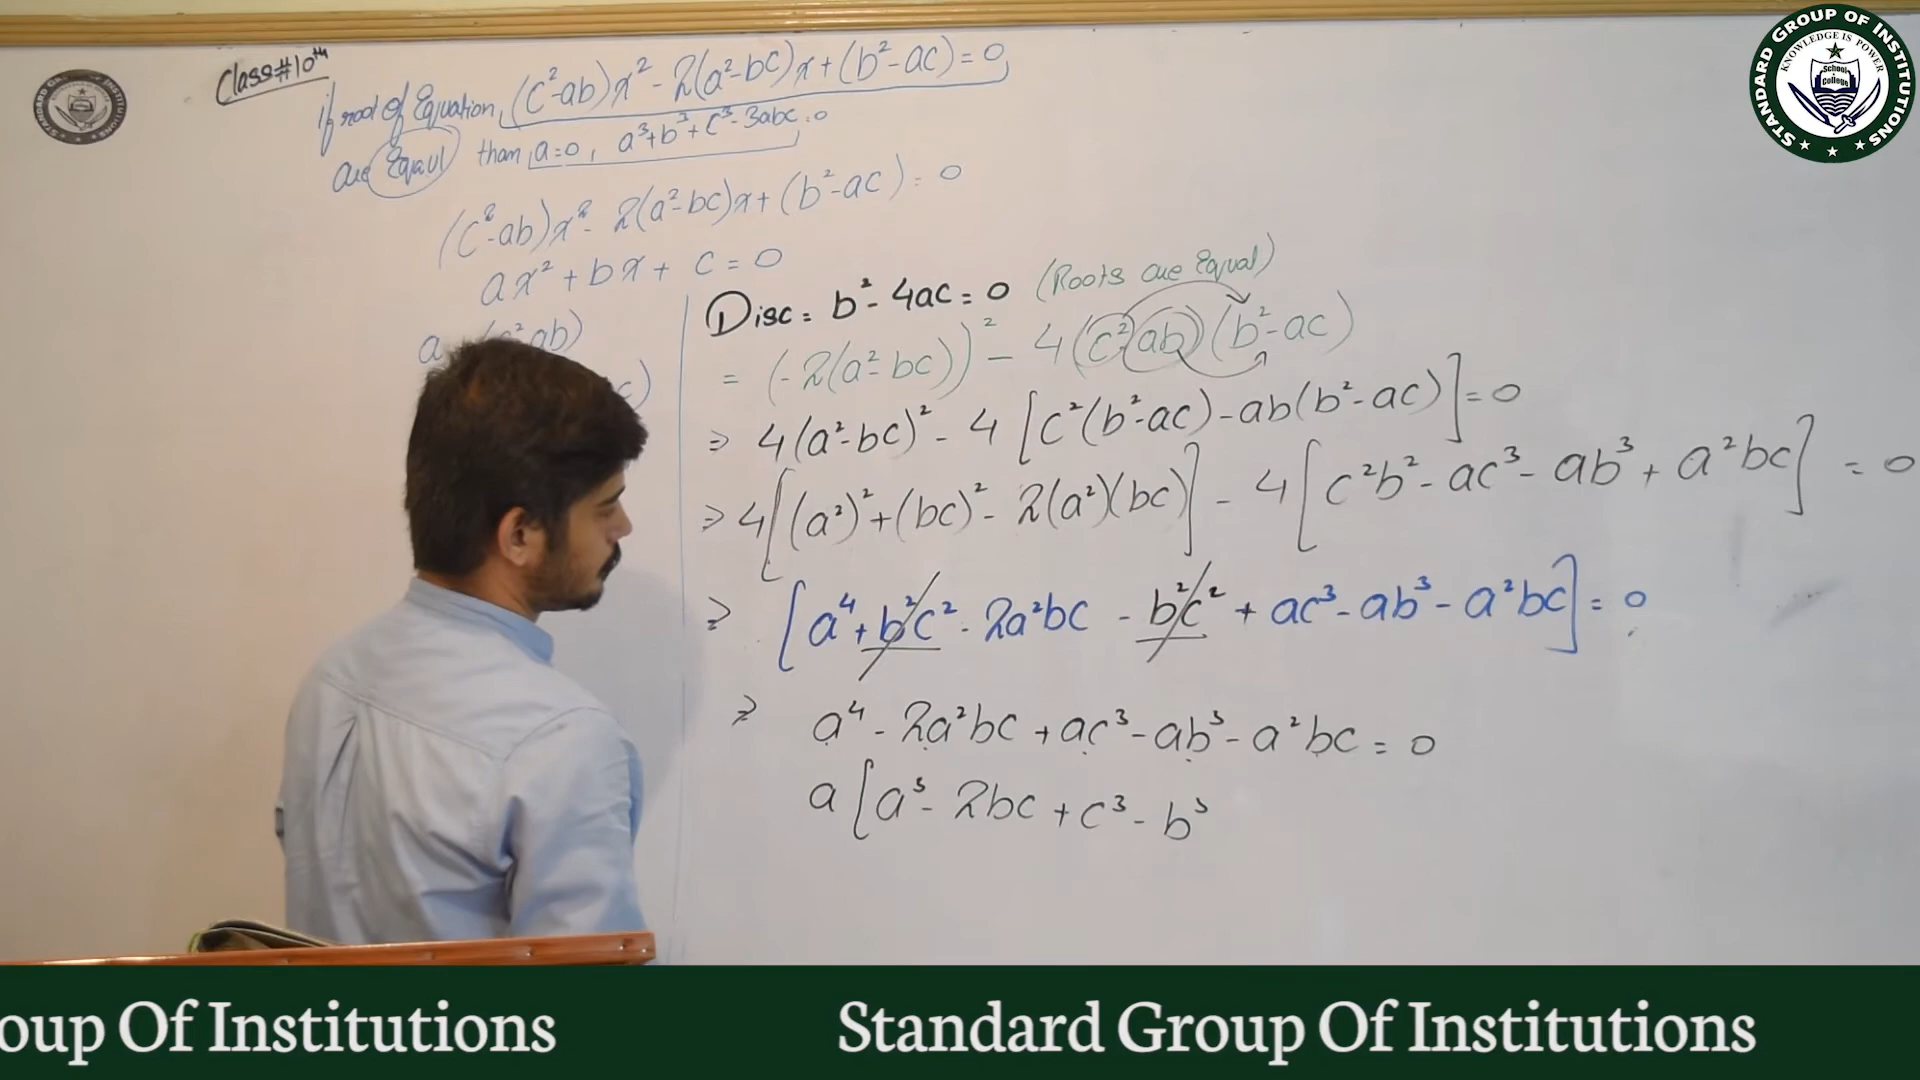 Class#10th
If root of Equation, (c²-ab)x² - 2(a²-bc)x + (b²-ac) = 0
are Eqaul than a=0, a³+b³+c³-3abc=0
(c²-ab)x² - 2(a²-bc)x + (b²-ac) = 0
ax² + bx + c = 0
Disc = b² - 4ac = 0 (Roots are Equal)
= (-2(a²-bc))² - 4(c²-ab)(b²-ac)
⇒ 4(a²-bc)² - 4[c²(b²-ac) - ab(b²-ac)] = 0
⇒ 4[(a²)² + (bc)² - 2(a²)(bc)] - 4[c²b² - ac³ - ab³ + a²bc] = 0
⇒ [a⁴ + b²c² - 2a²bc - b²c² + ac³ - ab³ - a²bc] = 0
⇒ a⁴ - 2a²bc + ac³ - ab³ - a²bc = 0
a[a³ - 2bc + c³ - b³
STANDARD GROUP OF INSTITUTIONS
KNOWLEDGE IS POWER
School
College
oup Of Institutions
Standard Group Of Institutions